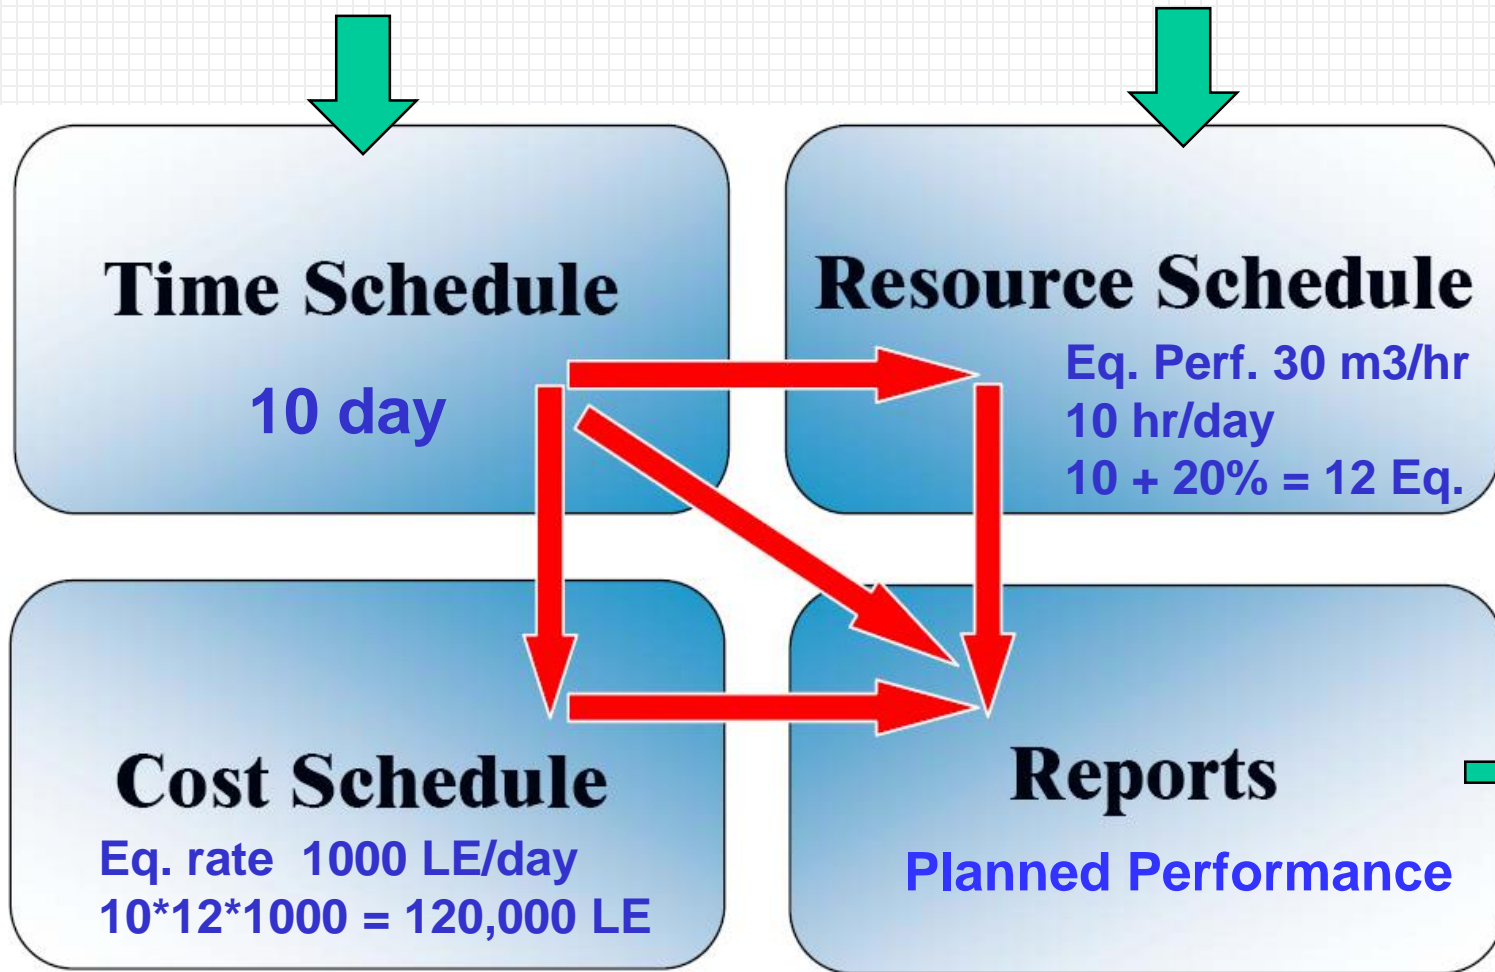 Time Schedule
10 day
Resource Schedule
Eq. Perf. 30 m3/hr
10 hr/day
10 + 20% = 12 Eq.
Cost Schedule
Eq. rate 1000 LE/day
10*12*1000 = 120,000 LE
Reports
Planned Performance